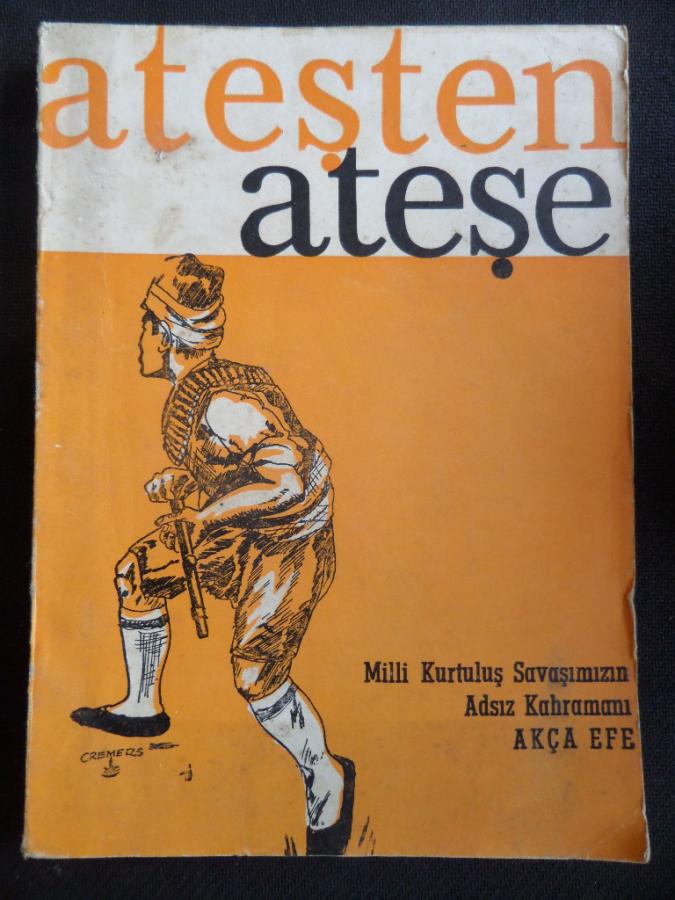 ateşten
ateşe
Milli Kurtuluş Savaşımızın
Adsız Kahramanı
AKÇA EFE
CREMERS